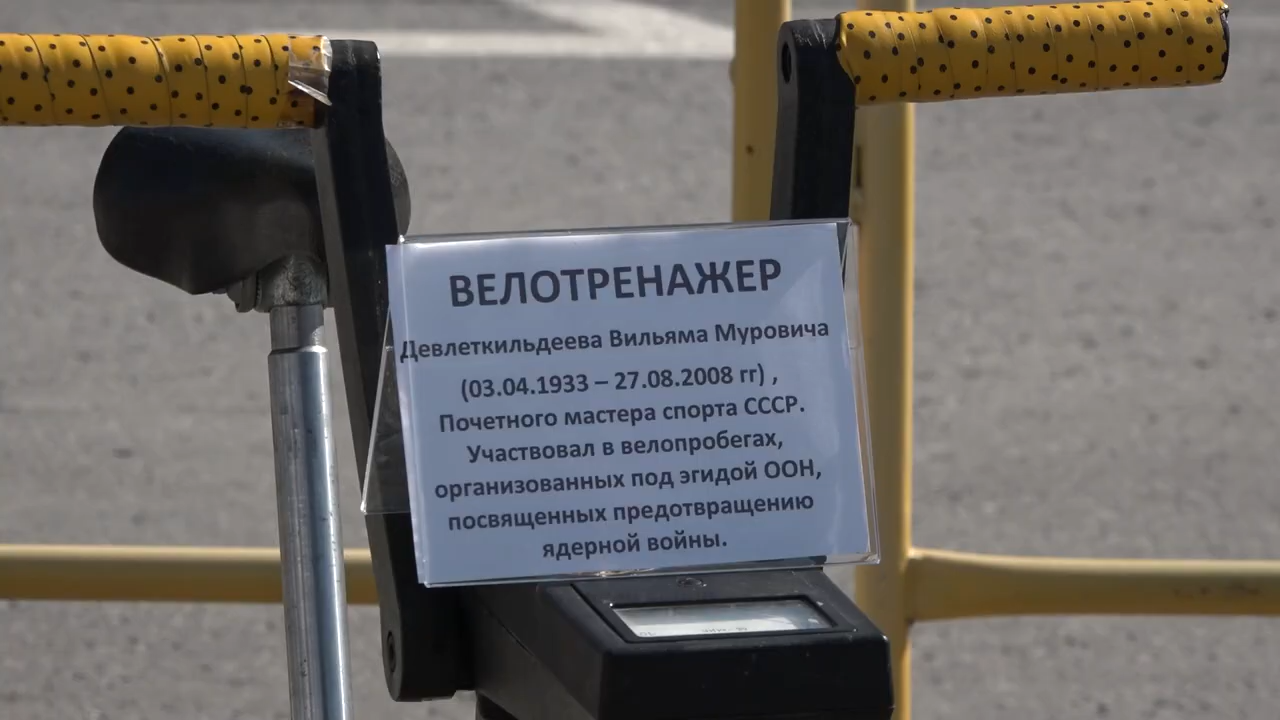 ВЕЛОТРЕНАЖЕР
Девлеткильдеева Вильяма Муровича
(03.04.1933 – 27.08.2008 гг) ,
Почетного мастера спорта СССР.
Участвовал в велопробегах,
организованных под эгидой ООН,
посвященных предотвращению
ядерной войны.